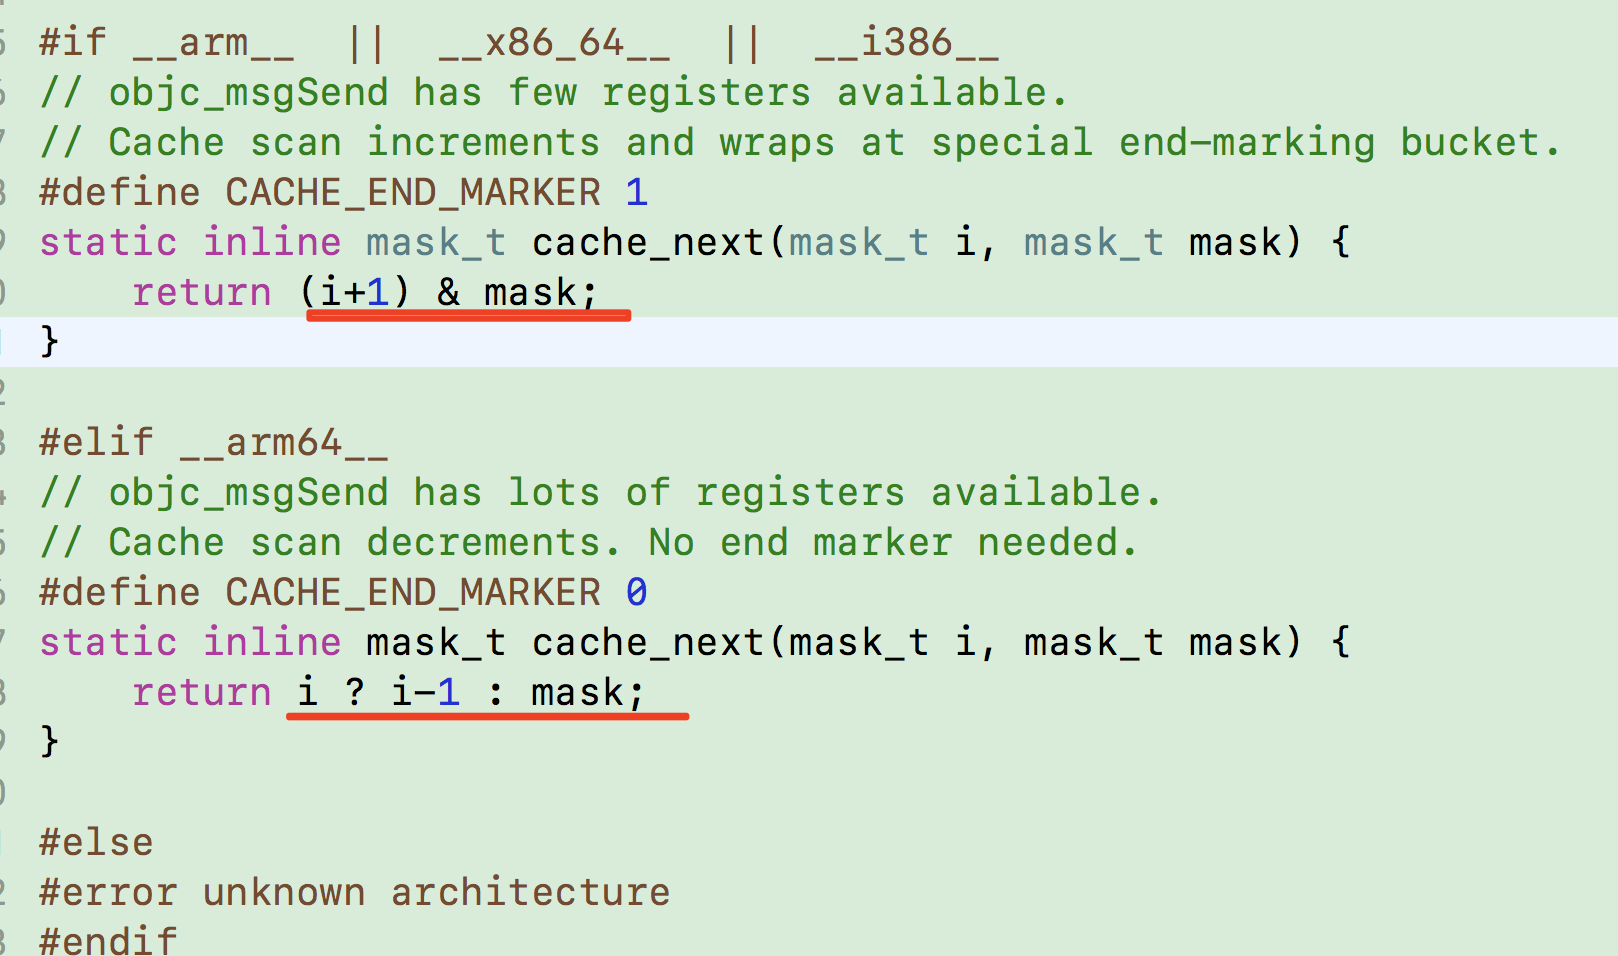 #if __arm__  ||  __x86_64__  ||  __i386__
// objc_msgSend has few registers available.
// Cache scan increments and wraps at special end-marking bucket.
#define CACHE_END_MARKER 1
static inline mask_t cache_next(mask_t i, mask_t mask) {
    return (i+1) & mask;
}

#elif __arm64__
// objc_msgSend has lots of registers available.
// Cache scan decrements. No end marker needed.
#define CACHE_END_MARKER 0
static inline mask_t cache_next(mask_t i, mask_t mask) {
    return i ? i-1 : mask;
}

#else
#error unknown architecture
#endif